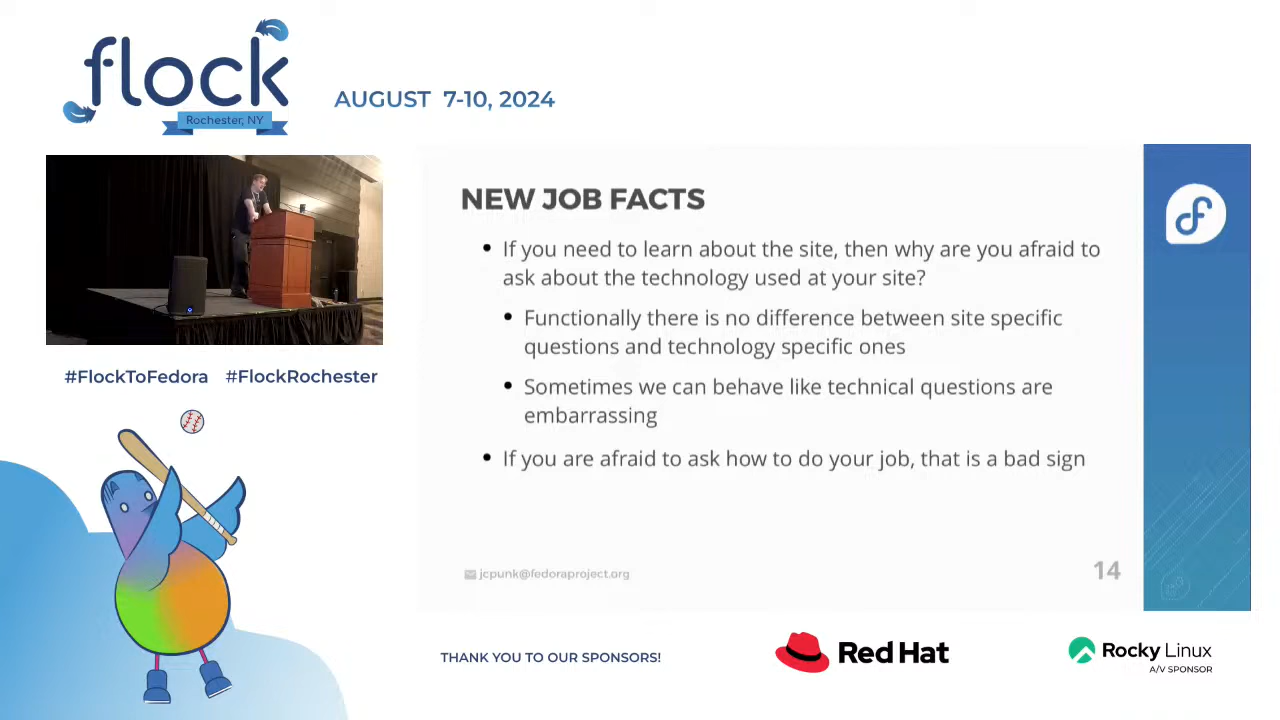 flock
Rochester, NY
AUGUST 7-10, 2024
#FlockToFedora #FlockRochester
NEW JOB FACTS
• If you need to learn about the site, then why are you afraid to
ask about the technology used at your site?
• Functionally there is no difference between site specific
questions and technology specific ones
• Sometimes we can behave like technical questions are
embarrassing
• If you are afraid to ask how to do your job, that is a bad sign
jcpunk@fedoraproject.org
14
THANK YOU TO OUR SPONSORS!
Red Hat
Rocky Linux
A/V SPONSOR